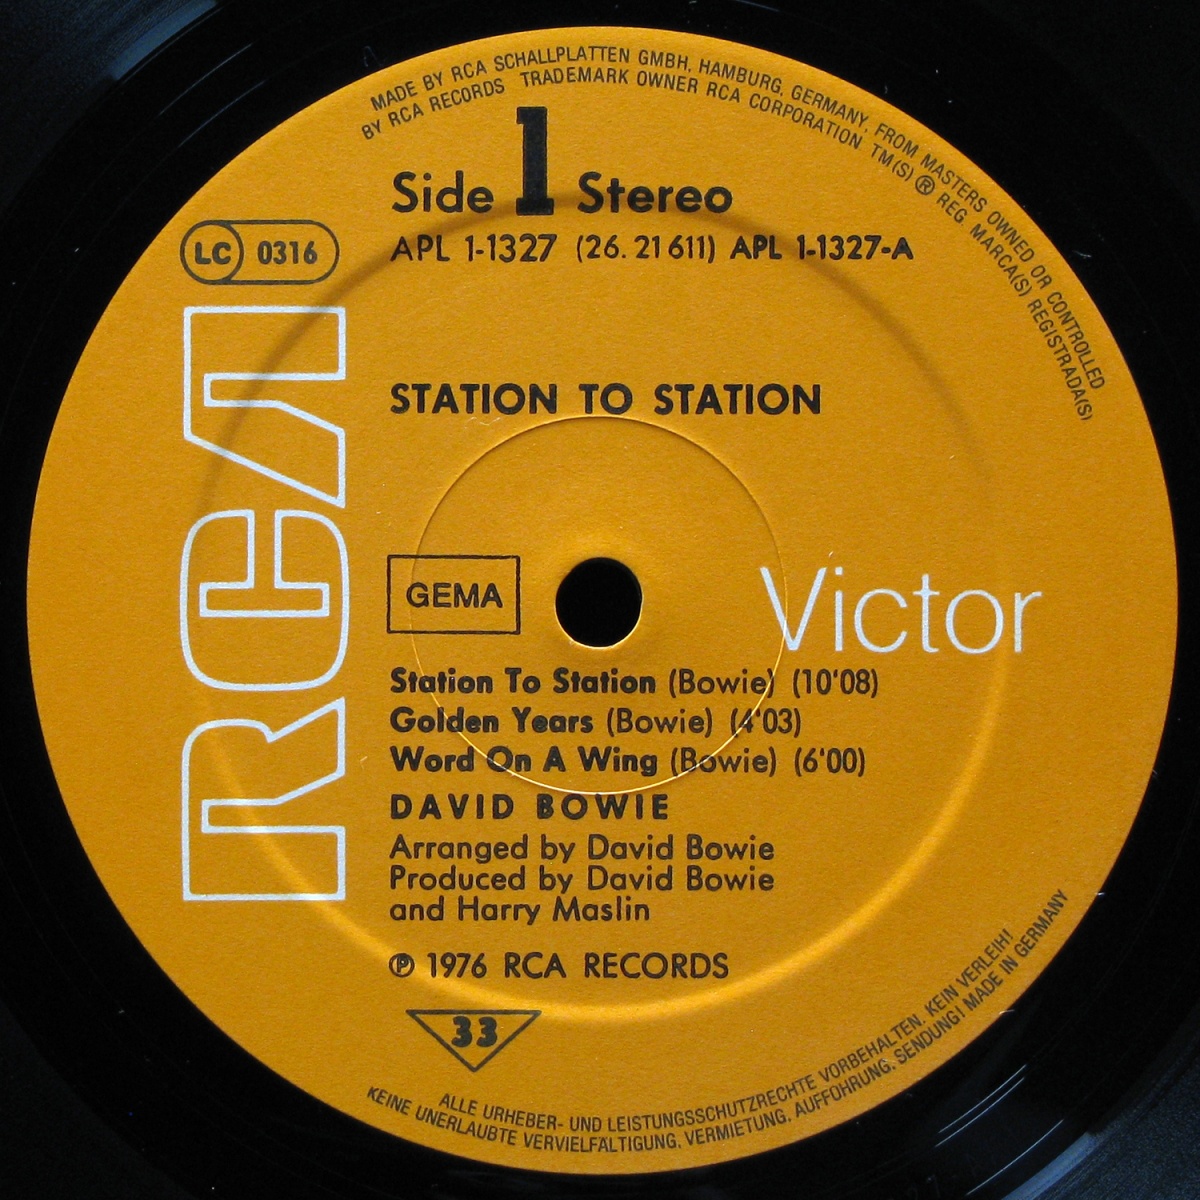 MADE BY RCA SCHALLPLATTEN GMBH, HAMBURG, GERMANY, FROM MASTERS OWNED OR CONTROLLED
BY RCA RECORDS TRADEMARK OWNER RCA CORPORATION TM(S) ® REG. MARCA(S) REGISTRADA(S)
Side 1 Stereo
APL 1-1327 (26. 21 611) APL 1-1327-A
LC 0316
RCA
STATION TO STATION
GEMA
Victor
Station To Station (Bowie) (10'08)
Golden Years (Bowie) (4'03)
Word On A Wing (Bowie) (6'00)
DAVID BOWIE
Arranged by David Bowie
Produced by David Bowie
and Harry Maslin
℗ 1976 RCA RECORDS
33
ALLE URHEBER- UND LEISTUNGSSCHUTZRECHTE VORBEHALTEN. KEIN VERLEIH!
KEINE UNERLAUBTE VERVIELFÄLTIGUNG, VERMIETUNG, AUFFÜHRUNG, SENDUNG! MADE IN GERMANY